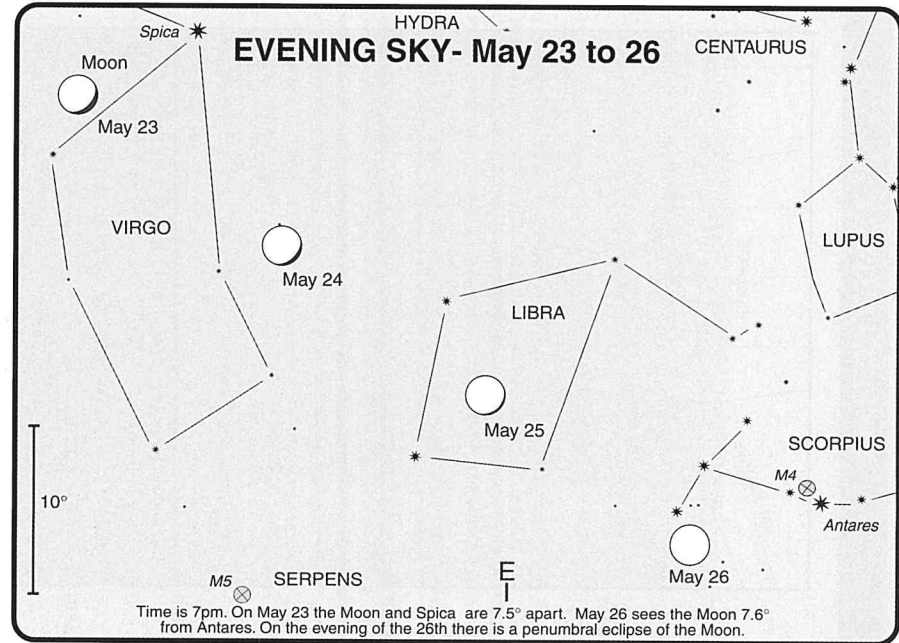 HYDRA
Spica
CENTAURUS
EVENING SKY- May 23 to 26
Moon
May 23
VIRGO
LUPUS
May 24
LIBRA
May 25
SCORPIUS
M4
10°
Antares
E
May 26
M5
SERPENS
Time is 7pm. On May 23 the Moon and Spica are 7.5° apart. May 26 sees the Moon 7.6°
from Antares. On the evening of the 26th there is a penumbral eclipse of the Moon.